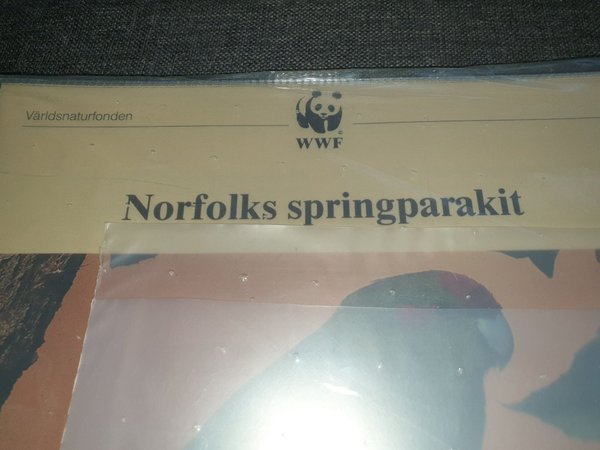 Världsnaturfonden
WWF
Norfolks springparakit